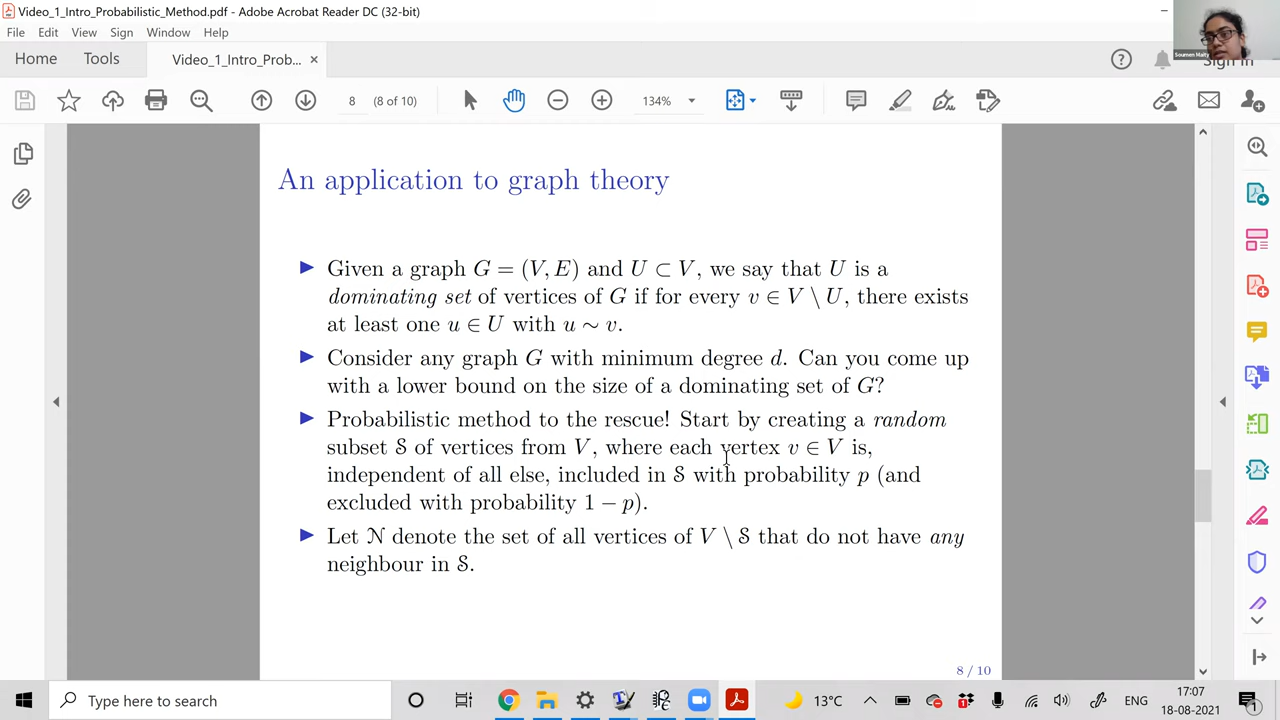 Video_1_Intro_Probabilistic_Method.pdf - Adobe Acrobat Reader DC (32-bit)
File Edit View Sign Window Help
Home Tools Video_1_Intro_Prob... ×
8 (8 of 10) 134%
An application to graph theory
Given a graph G = (V, E) and U ⊂ V, we say that U is a
dominating set of vertices of G if for every v ∈ V \ U, there exists
at least one u ∈ U with u ∼ v.
Consider any graph G with minimum degree d. Can you come up
with a lower bound on the size of a dominating set of G?
Probabilistic method to the rescue! Start by creating a random
subset S of vertices from V, where each vertex v ∈ V is,
independent of all else, included in S with probability p (and
excluded with probability 1 − p).
Let N denote the set of all vertices of V \ S that do not have any
neighbour in S.
8 / 10
Type here to search
13°C ENG
17:07
18-08-2021